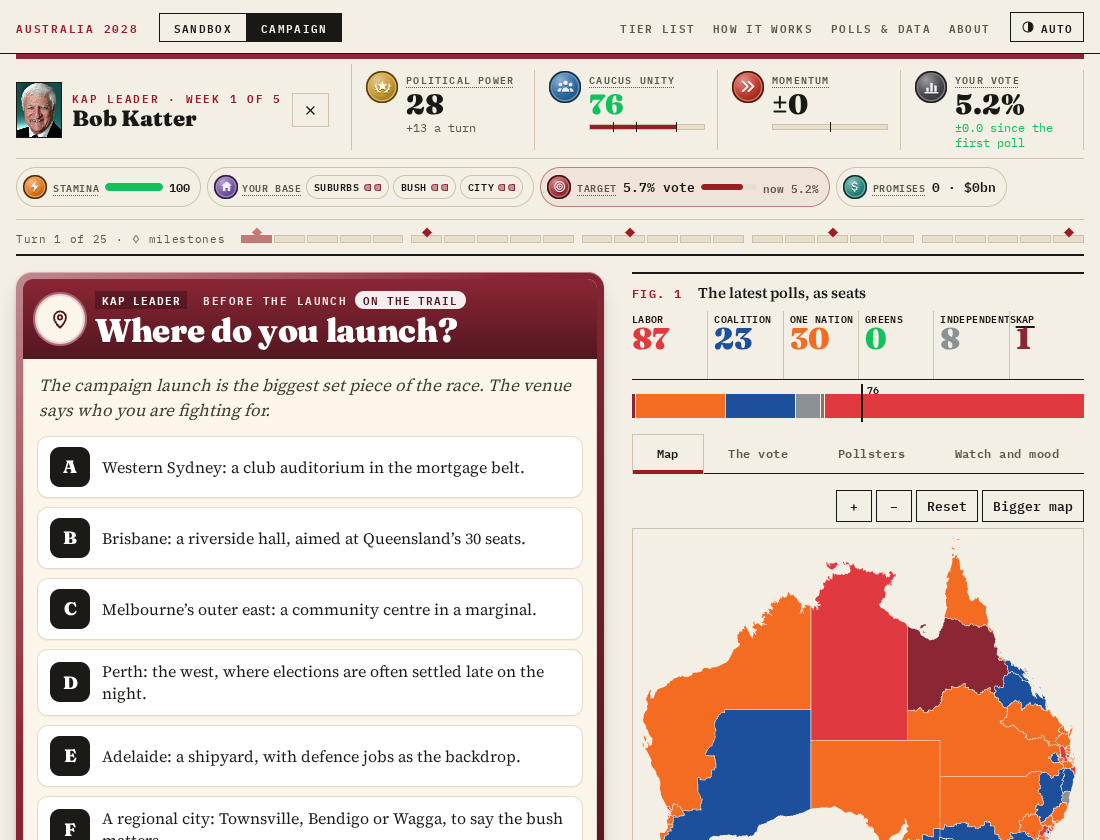 AUSTRALIA 2028
SANDBOX
CAMPAIGN
TIER LIST
HOW IT WORKS
POLLS & DATA
ABOUT
AUTO
KAP LEADER · WEEK 1 OF 5
Bob Katter
×
POLITICAL POWER
28
+13 a turn
CAUCUS UNITY
76
MOMENTUM
±0
YOUR VOTE
5.2%
±0.0 since the
first poll
STAMINA
100
YOUR BASE
SUBURBS
BUSH
CITY
TARGET
5.7% vote
now 5.2%
PROMISES
0 · $0bn
Turn 1 of 25 · ◊ milestones
KAP LEADER
BEFORE THE LAUNCH
ON THE TRAIL
Where do you launch?
The campaign launch is the biggest set piece of the race. The venue
says who you are fighting for.
A
Western Sydney: a club auditorium in the mortgage belt.
B
Brisbane: a riverside hall, aimed at Queensland’s 30 seats.
C
Melbourne’s outer east: a community centre in a marginal.
D
Perth: the west, where elections are often settled late on the
night.
E
Adelaide: a shipyard, with defence jobs as the backdrop.
F
A regional city: Townsville, Bendigo or Wagga, to say the bush
matters.
FIG. 1
The latest polls, as seats
LABOR
87
COALITION
23
ONE NATION
30
GREENS
0
INDEPENDENTS
8
KAP
1
76
Map
The vote
Pollsters
Watch and mood
+
−
Reset
Bigger map